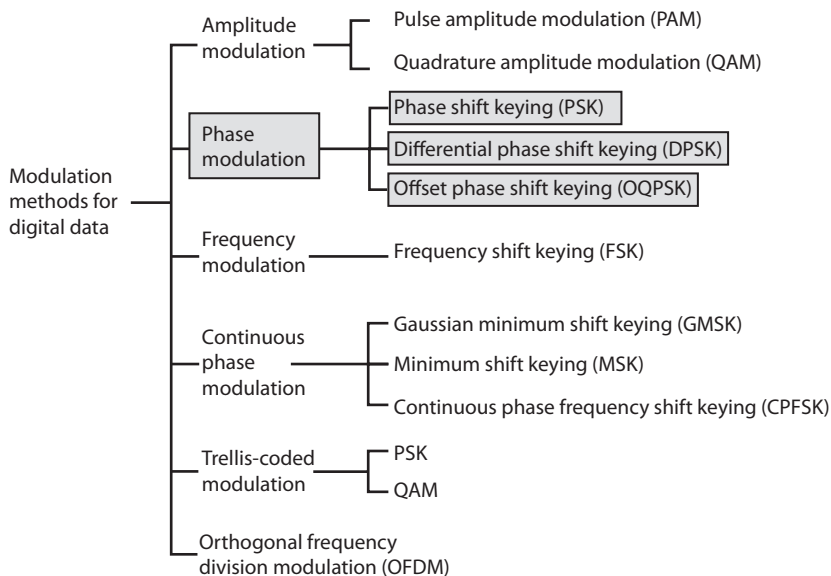 Modulation
methods for
digital data
Amplitude
modulation
Pulse amplitude modulation (PAM)
Quadrature amplitude modulation (QAM)
Phase
modulation
Phase shift keying (PSK)
Differential phase shift keying (DPSK)
Offset phase shift keying (OQPSK)
Frequency
modulation
Frequency shift keying (FSK)
Continuous
phase
modulation
Gaussian minimum shift keying (GMSK)
Minimum shift keying (MSK)
Continuous phase frequency shift keying (CPFSK)
Trellis-coded
modulation
PSK
QAM
Orthogonal frequency
division modulation (OFDM)